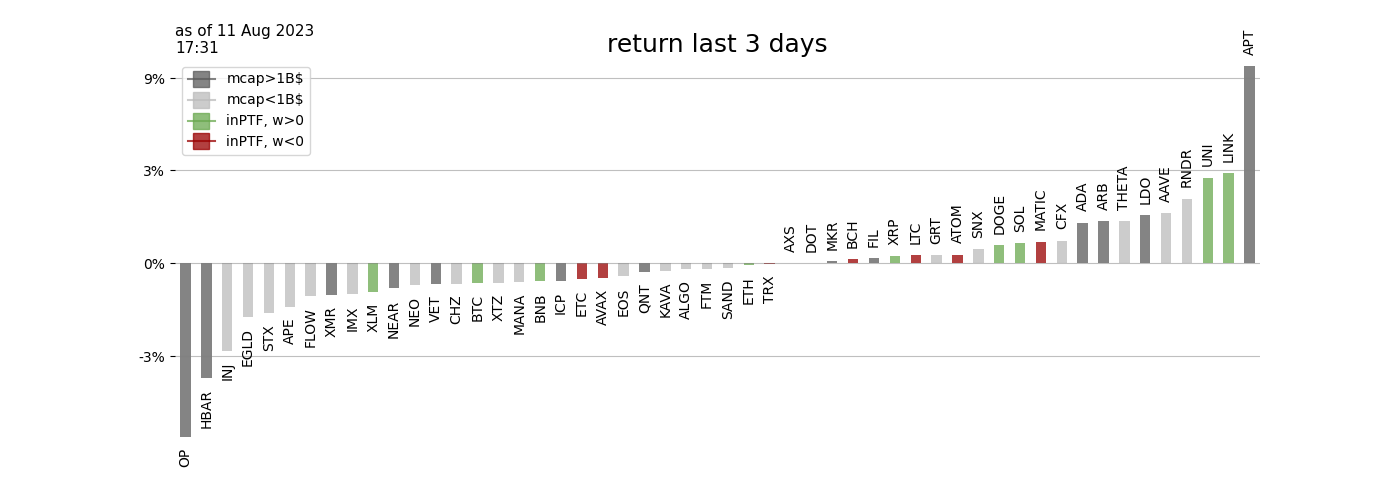 as of 11 Aug 2023
17:31
return last 3 days
9%
3%
0%
-3%
mcap>1B$
mcap<1B$
inPTF, w>0
inPTF, w<0
OP
HBAR
INJ
EGLD
STX
APE
FLOW
XMR
IMX
XLM
NEAR
NEO
VET
CHZ
BTC
XTZ
MANA
BNB
ICP
ETC
AVAX
EOS
QNT
KAVA
ALGO
FTM
SAND
ETH
TRX
AXS
DOT
MKR
BCH
FIL
XRP
LTC
GRT
ATOM
SNX
DOGE
SOL
MATIC
CFX
ADA
ARB
THETA
LDO
AAVE
RNDR
UNI
LINK
APT